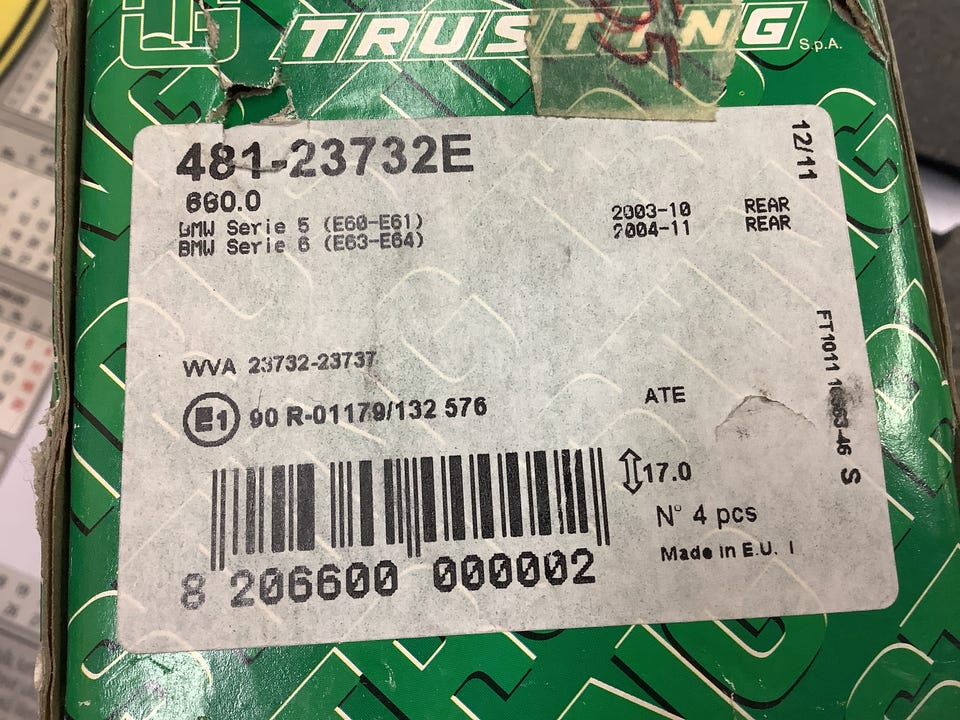 TRUSTING S.p.A.
481-23732E
660.0
BMW Serie 5 (E60-E61) 2003-10 REAR
BMW Serie 6 (E63-E64) 2004-11 REAR
12/11
WVA 23732-23737
E1 90 R-01179/132 576
ATE
FT1011 46 S
17.0
N° 4 pcs
Made in E.U. I
8 206600 000002